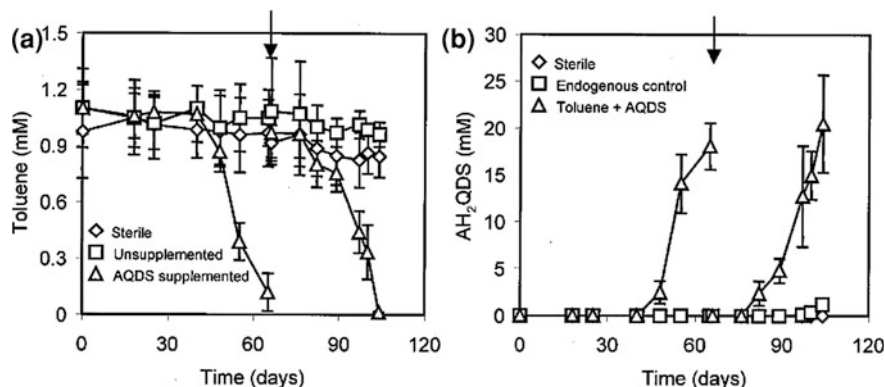 (a)
1.5
1.2
0.9
0.6
0.3
0
Toluene (mM)
Sterile
Unsupplemented
AQDS supplemented
0 30 60 90 120
Time (days)
(b)
30
25
20
15
10
5
0
AH₂QDS (mM)
Sterile
Endogenous control
Toluene + AQDS
0 30 60 90 120
Time (days)